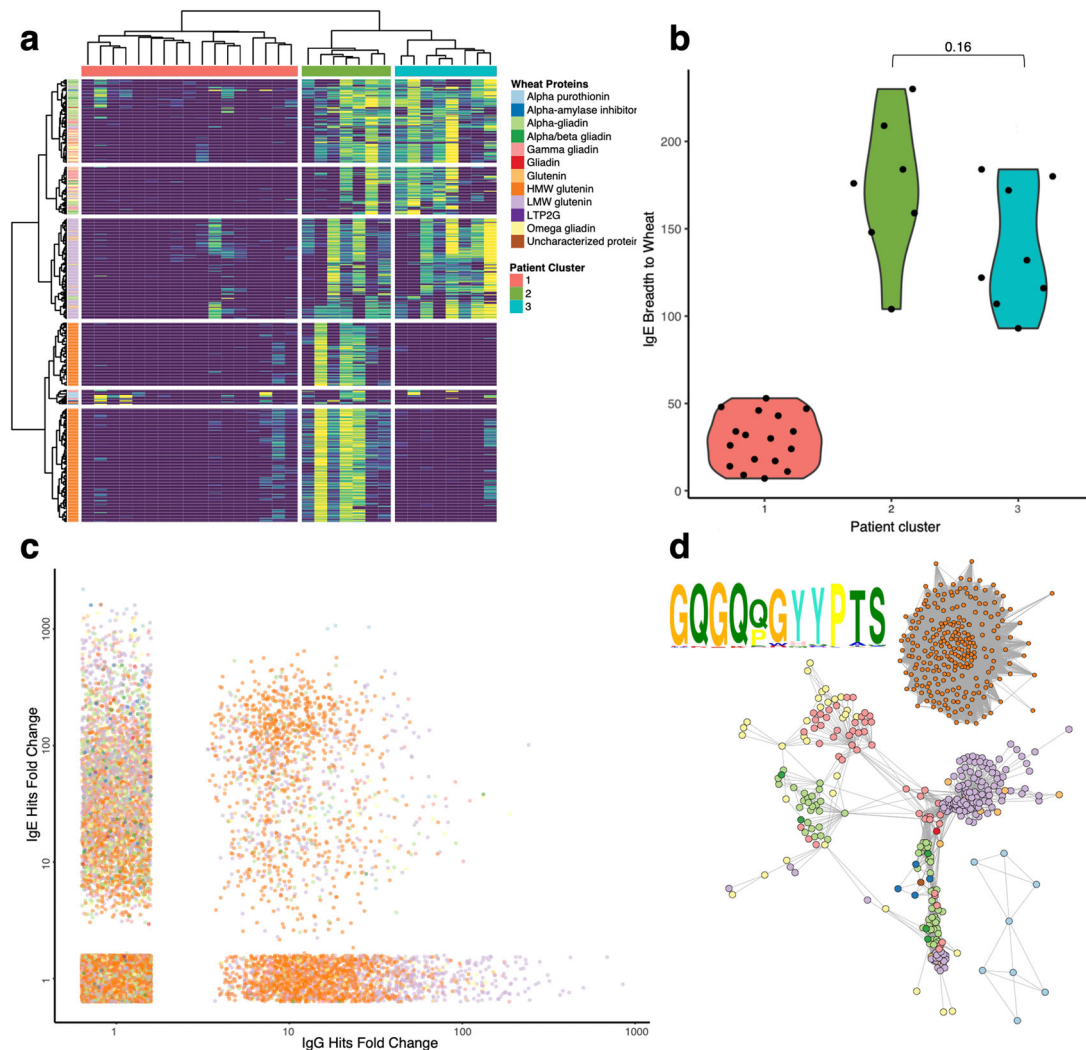 a
Wheat Proteins
Alpha purothionin
Alpha-amylase inhibitor
Alpha-gliadin
Alpha/beta gliadin
Gamma gliadin
Gliadin
Glutenin
HMW glutenin
LMW glutenin
LTP2G
Omega gliadin
Uncharacterized protein
Patient Cluster
1
2
3
b
0.16
IgE Breadth to Wheat
200
150
100
50
0
1 2 3
Patient cluster
c
IgE Hits Fold Change
1000
100
10
1
1 10 100 1000
IgG Hits Fold Change
d
GQGQQGYYPTS
P